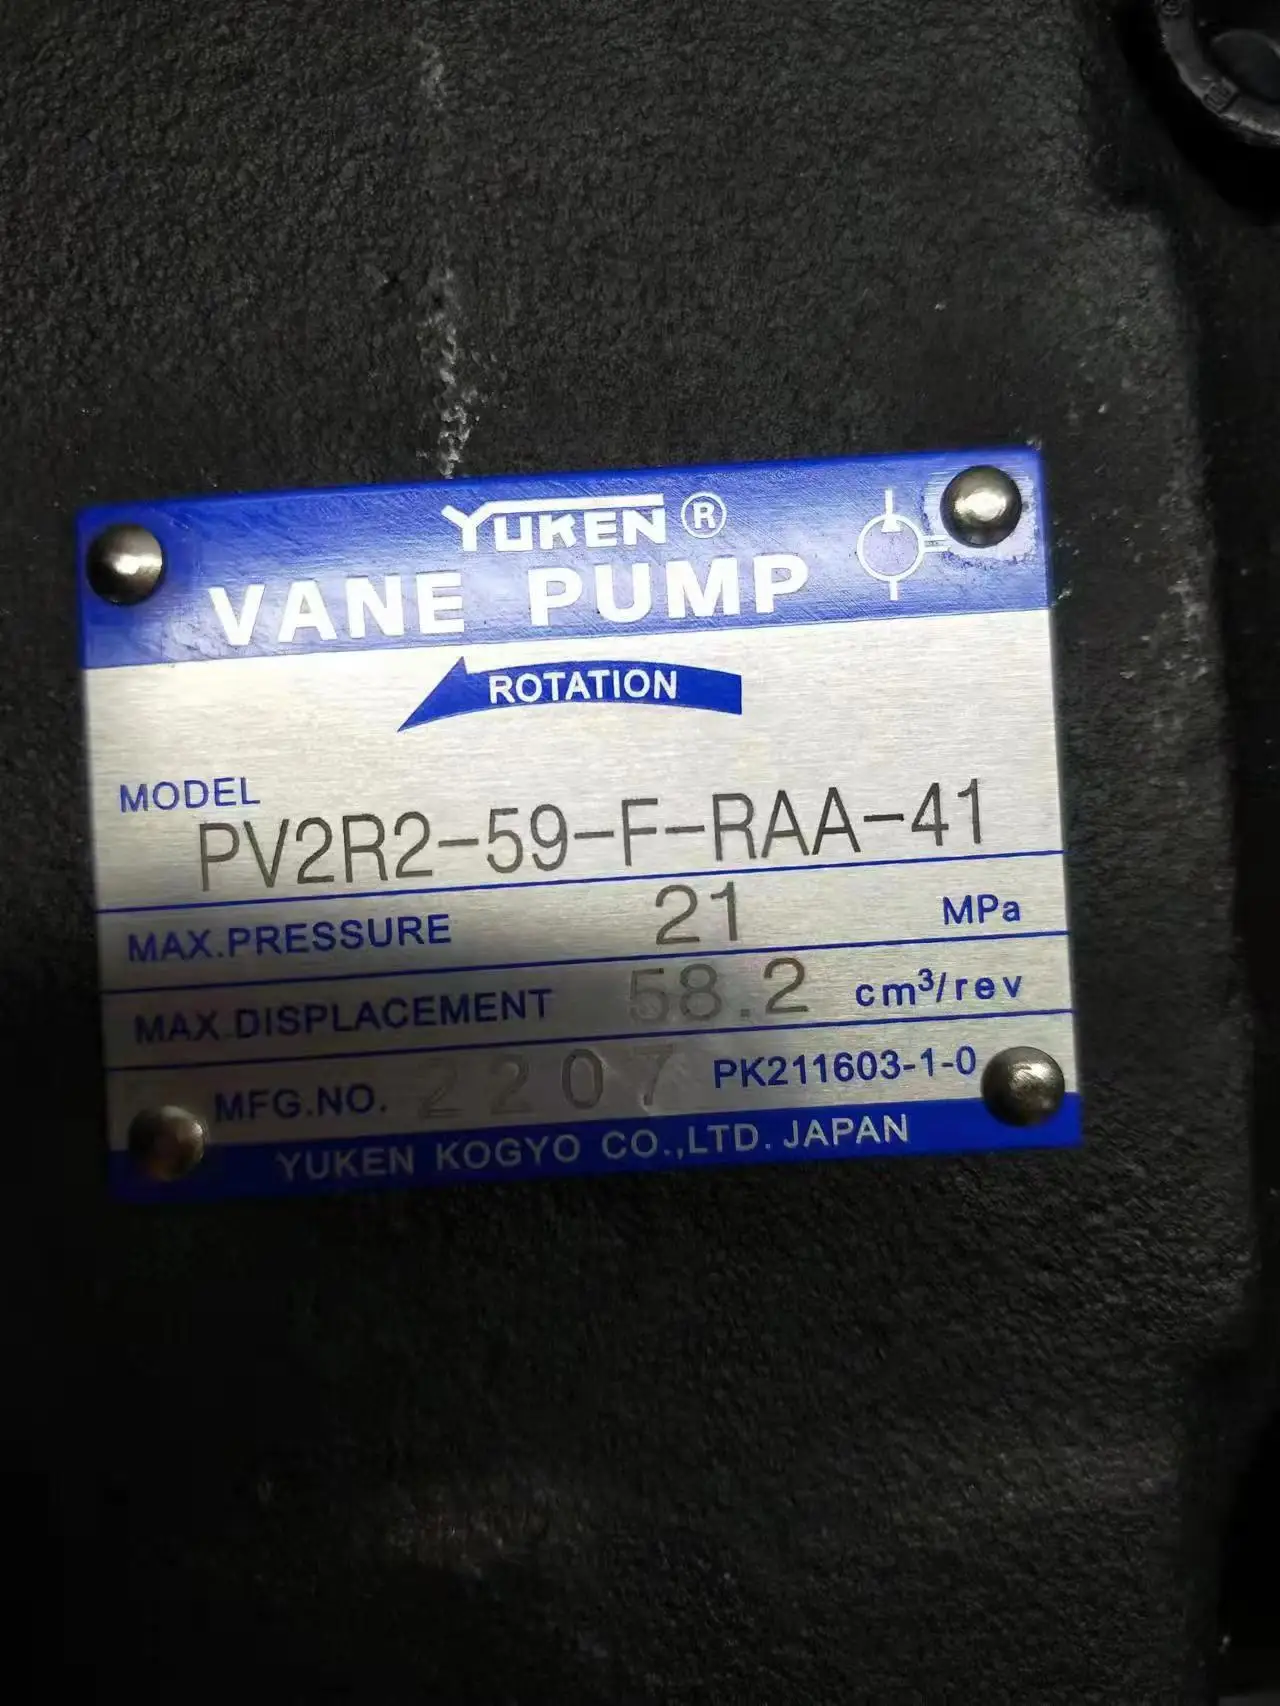 YUKEN ®
VANE PUMP
ROTATION
MODEL
PV2R2-59-F-RAA-41
MAX.PRESSURE 21 MPa
MAX.DISPLACEMENT 58.2 cm³/rev
MFG.NO. 2207 PK211603-1-0
YUKEN KOGYO CO.,LTD. JAPAN